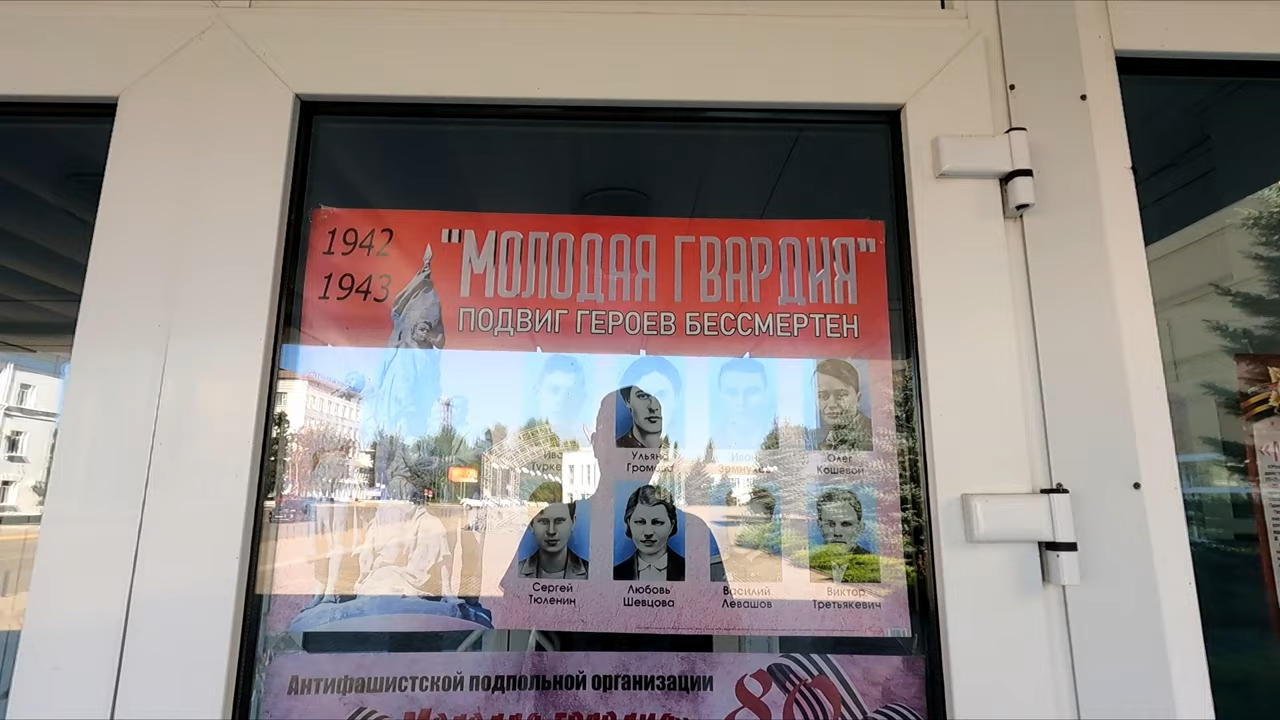 1942
1943
"МОЛОДАЯ ГВАРДИЯ"
ПОДВИГ ГЕРОЕВ БЕССМЕРТЕН
Ульяна
Громова
Олег
Кошевой
Сергей
Тюленин
Любовь
Шевцова
Василий
Левашов
Виктор
Третьякевич
Антифашистской подпольной организации
80